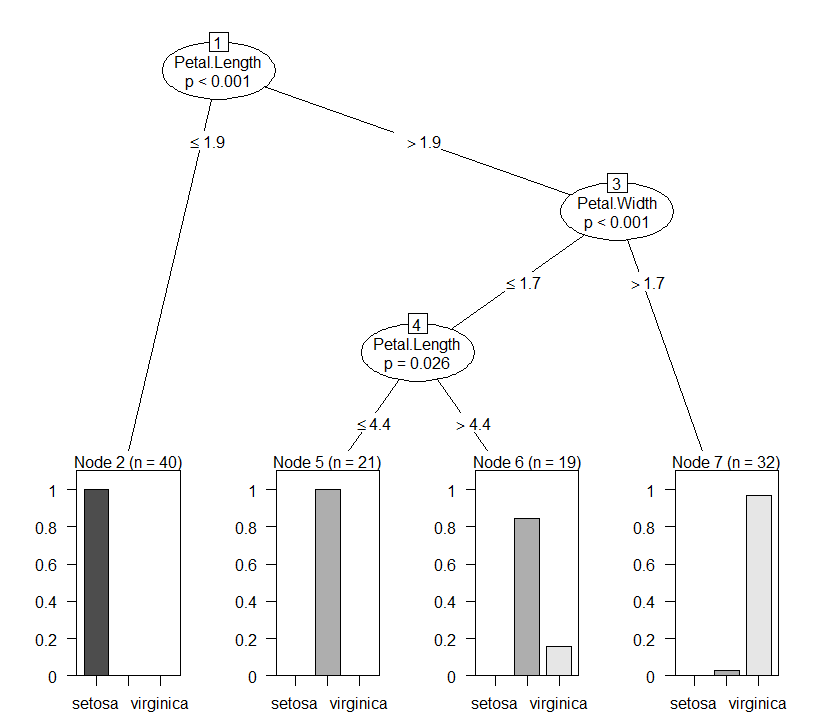 1
Petal.Length
p < 0.001
≤ 1.9
> 1.9
3
Petal.Width
p < 0.001
≤ 1.7
> 1.7
4
Petal.Length
p = 0.026
≤ 4.4
> 4.4
Node 2 (n = 40)
1
0.8
0.6
0.4
0.2
0
setosa
virginica
Node 5 (n = 21)
1
0.8
0.6
0.4
0.2
0
setosa
virginica
Node 6 (n = 19)
1
0.8
0.6
0.4
0.2
0
setosa
virginica
Node 7 (n = 32)
1
0.8
0.6
0.4
0.2
0
setosa
virginica